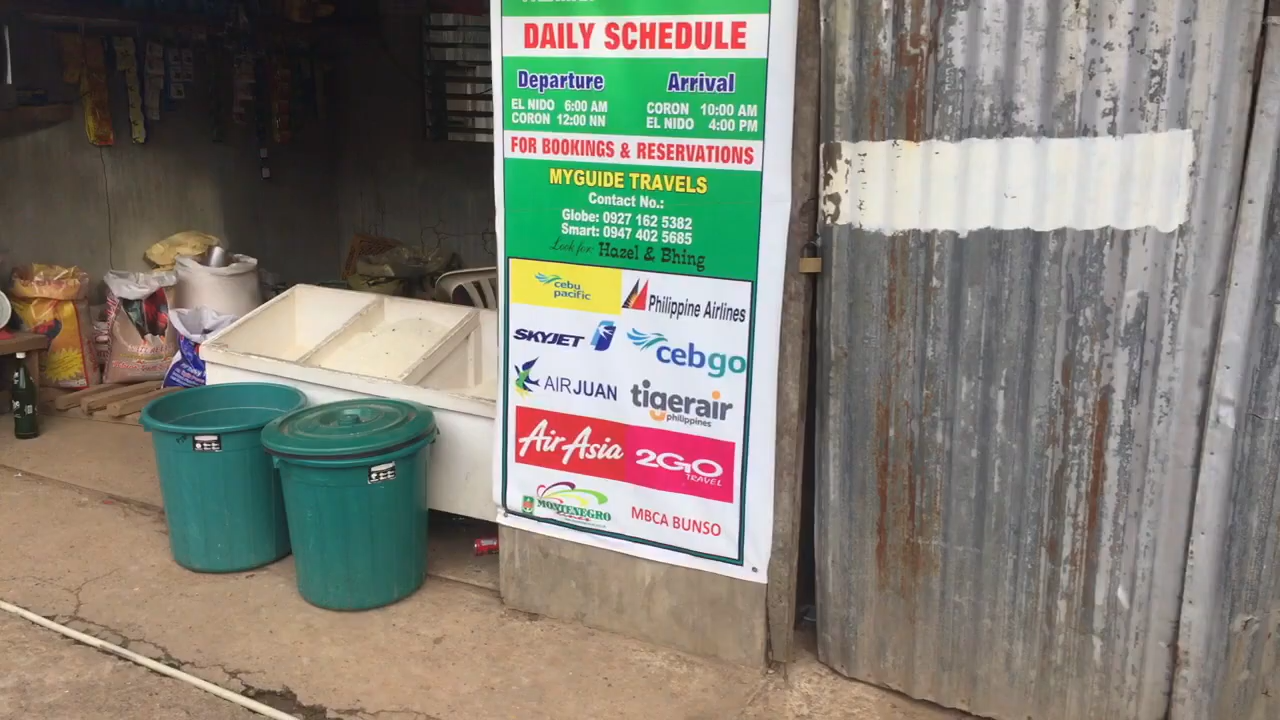 DAILY SCHEDULE
Departure Arrival
EL NIDO 6:00 AM CORON 10:00 AM
CORON 12:00 NN EL NIDO 4:00 PM
FOR BOOKINGS & RESERVATIONS
MYGUIDE TRAVELS
Contact No.:
Globe: 0927 162 5382
Smart: 0947 402 5685
Look for: Hazel & Bhing
cebu pacific Philippine Airlines
SKYJET cebgo
AIRJUAN tigerair philippines
AirAsia 2GO TRAVEL
MONTENEGRO MBCA BUNSO